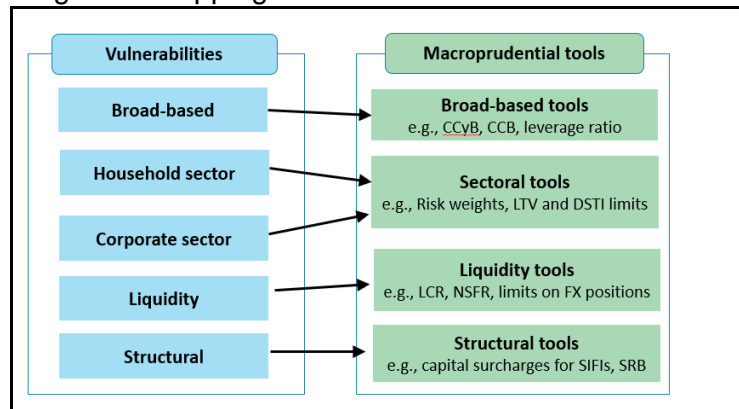 Vulnerabilities
Broad-based
Household sector
Corporate sector
Liquidity
Structural
Macroprudential tools
Broad-based tools
e.g., CCyB, CCB, leverage ratio
Sectoral tools
e.g., Risk weights, LTV and DSTI limits
Liquidity tools
e.g., LCR, NSFR, limits on FX positions
Structural tools
e.g., capital surcharges for SIFIs, SRB